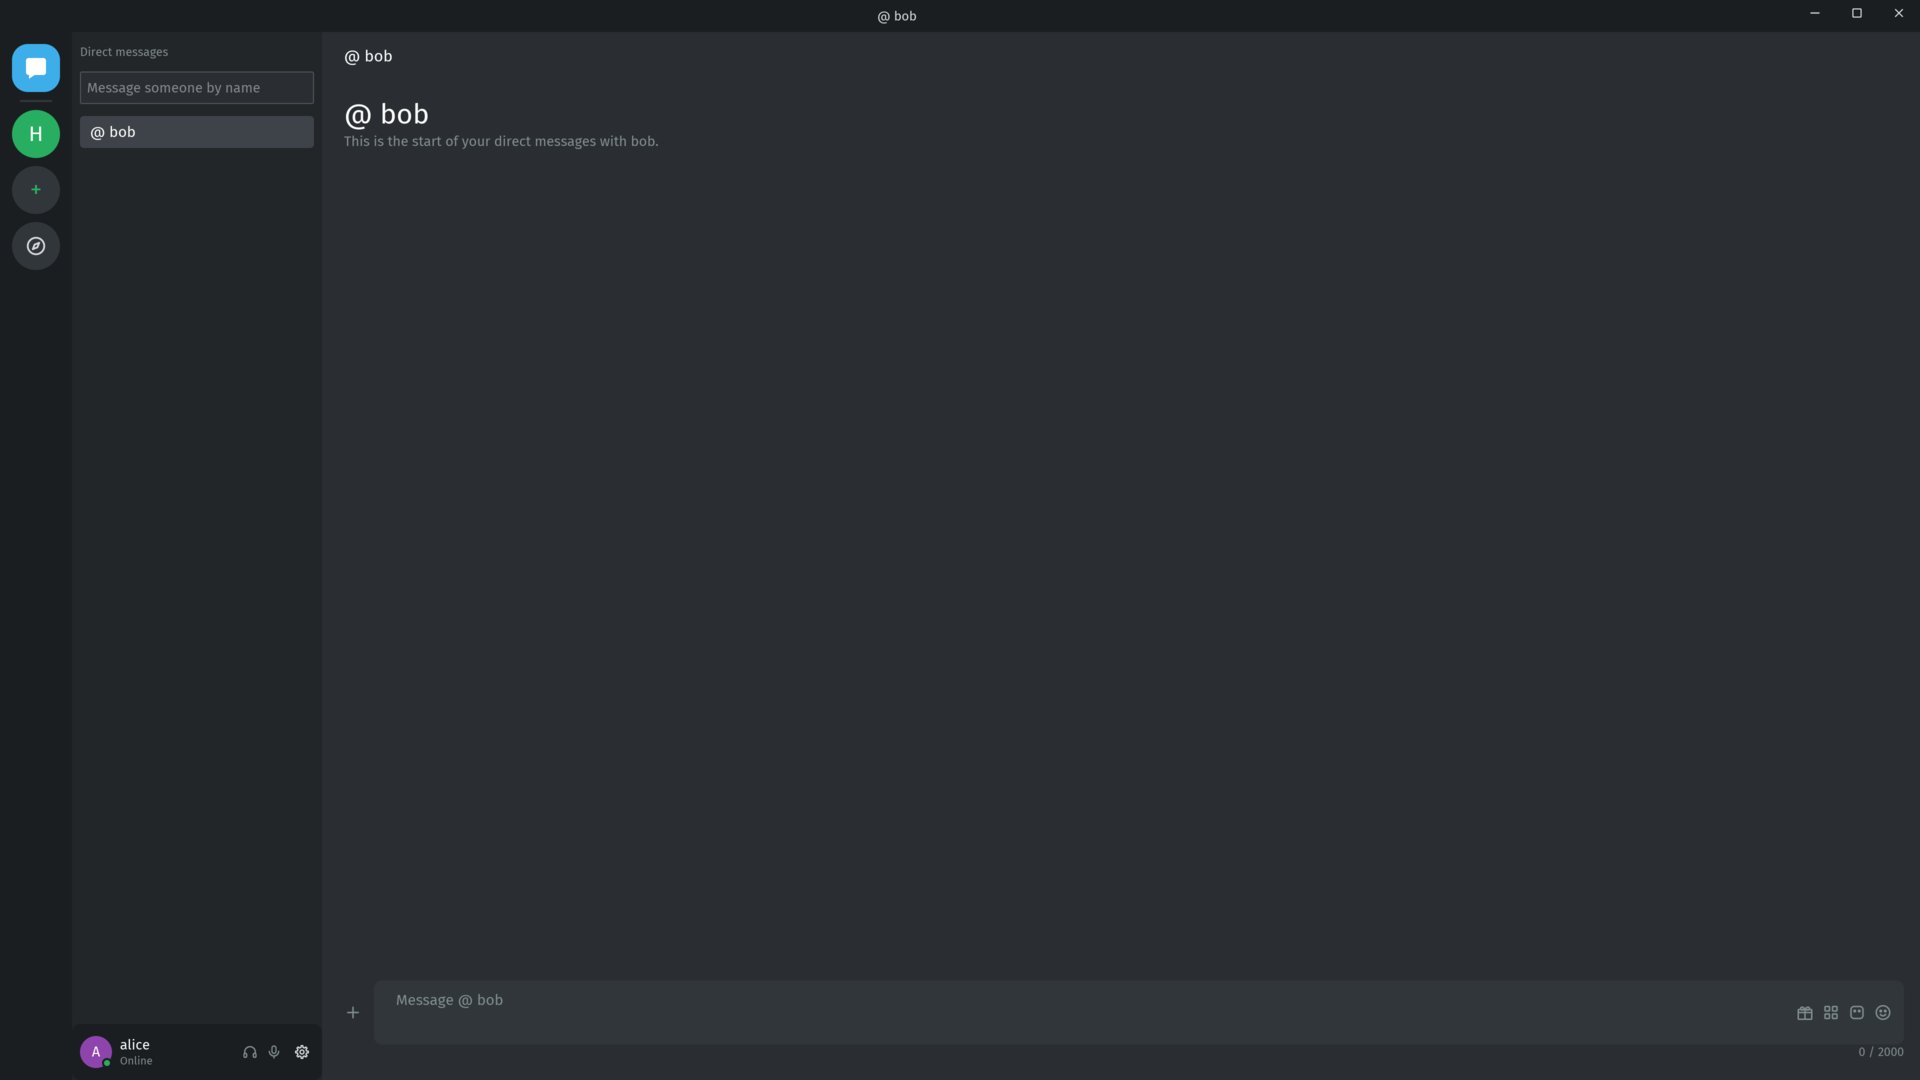 @ bob
Direct messages
Message someone by name
@ bob
H
+
@ bob
@ bob
This is the start of your direct messages with bob.
Message @ bob
0 / 2000
A
alice
Online